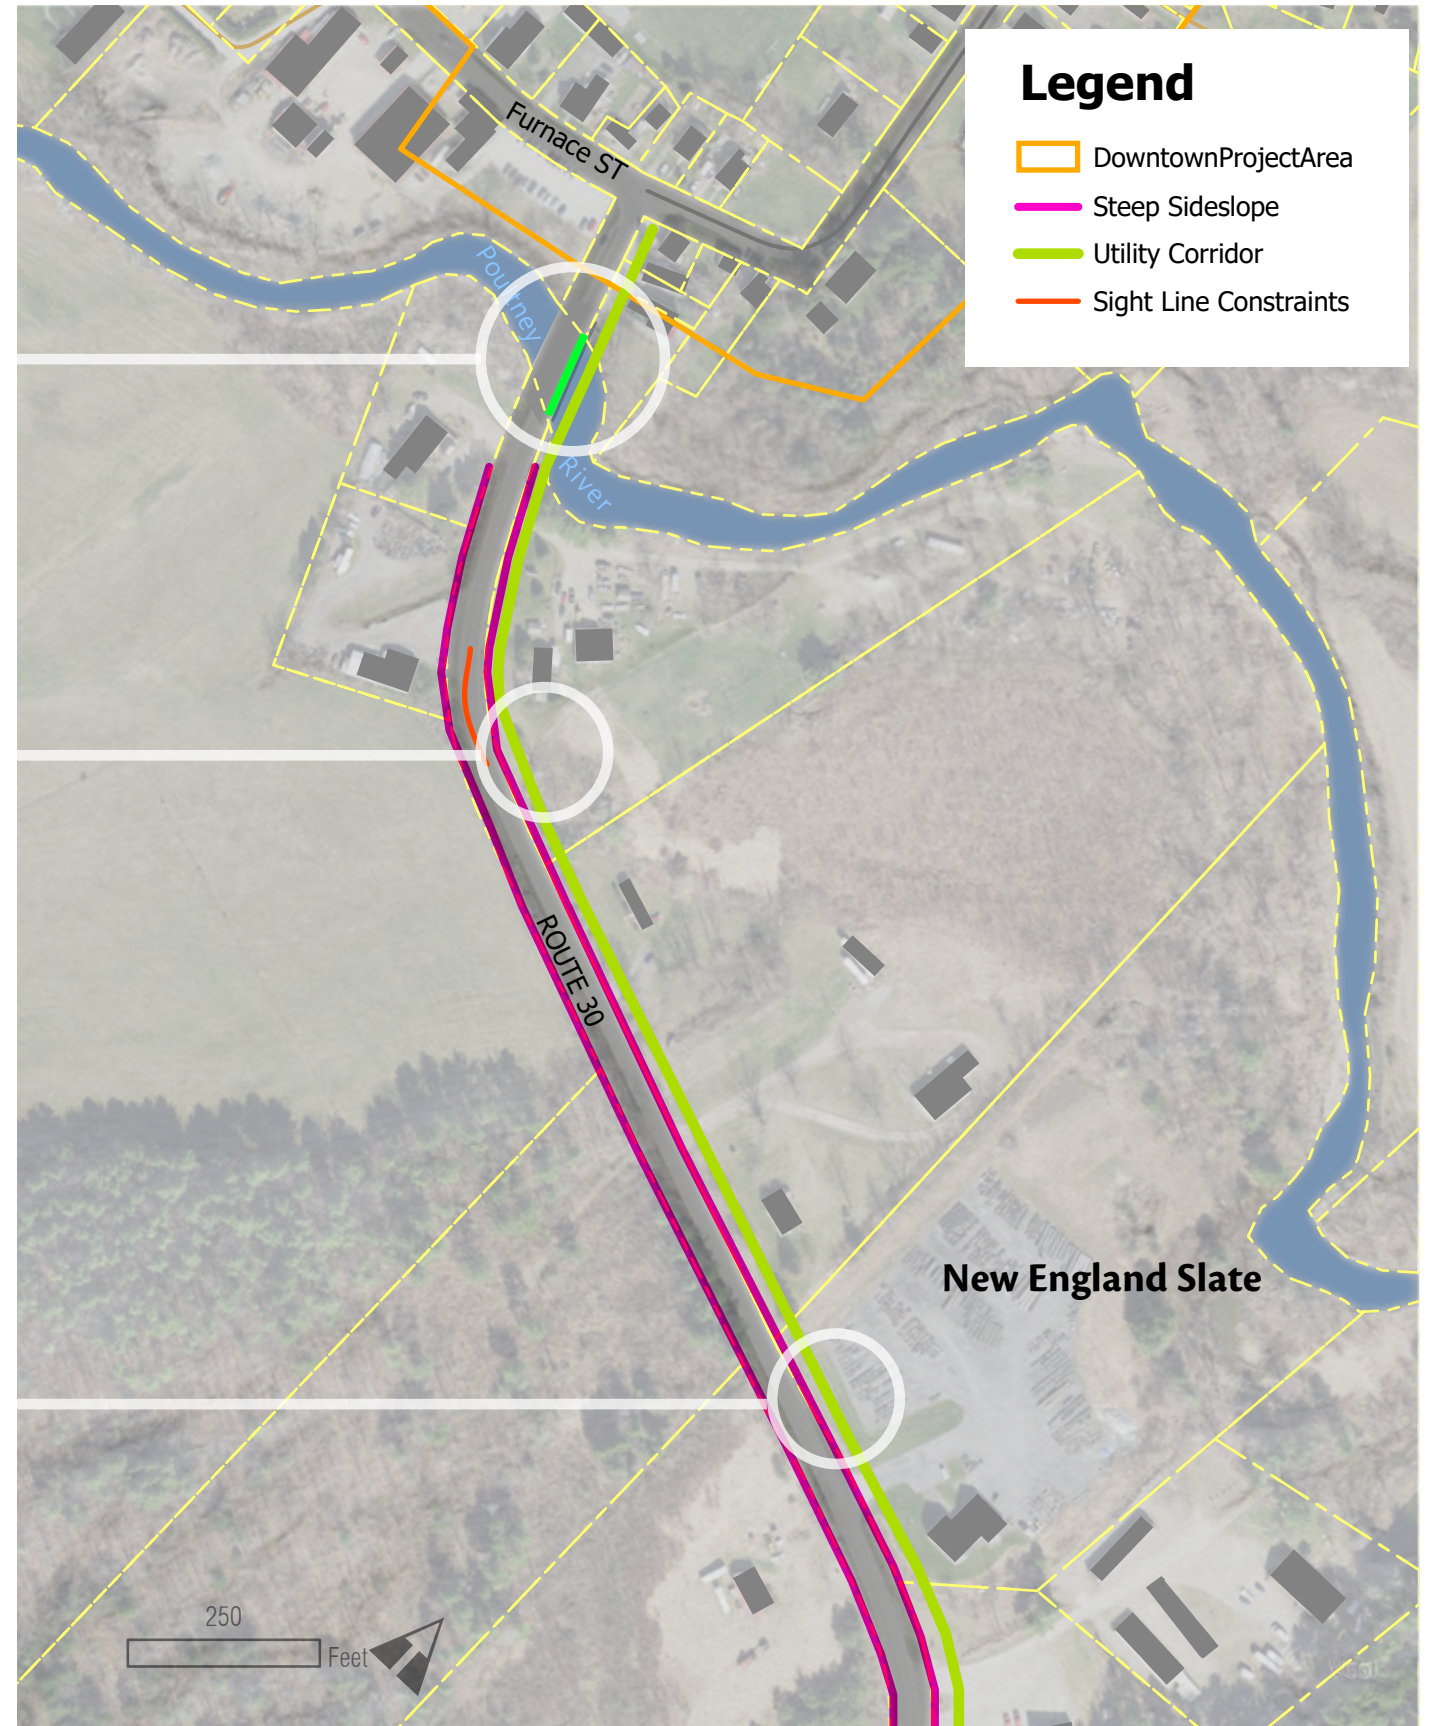 Legend
DowntownProjectArea
Steep Sideslope
Utility Corridor
Sight Line Constraints
Furnace ST
Poultney
River
ROUTE 30
New England Slate
250
Feet